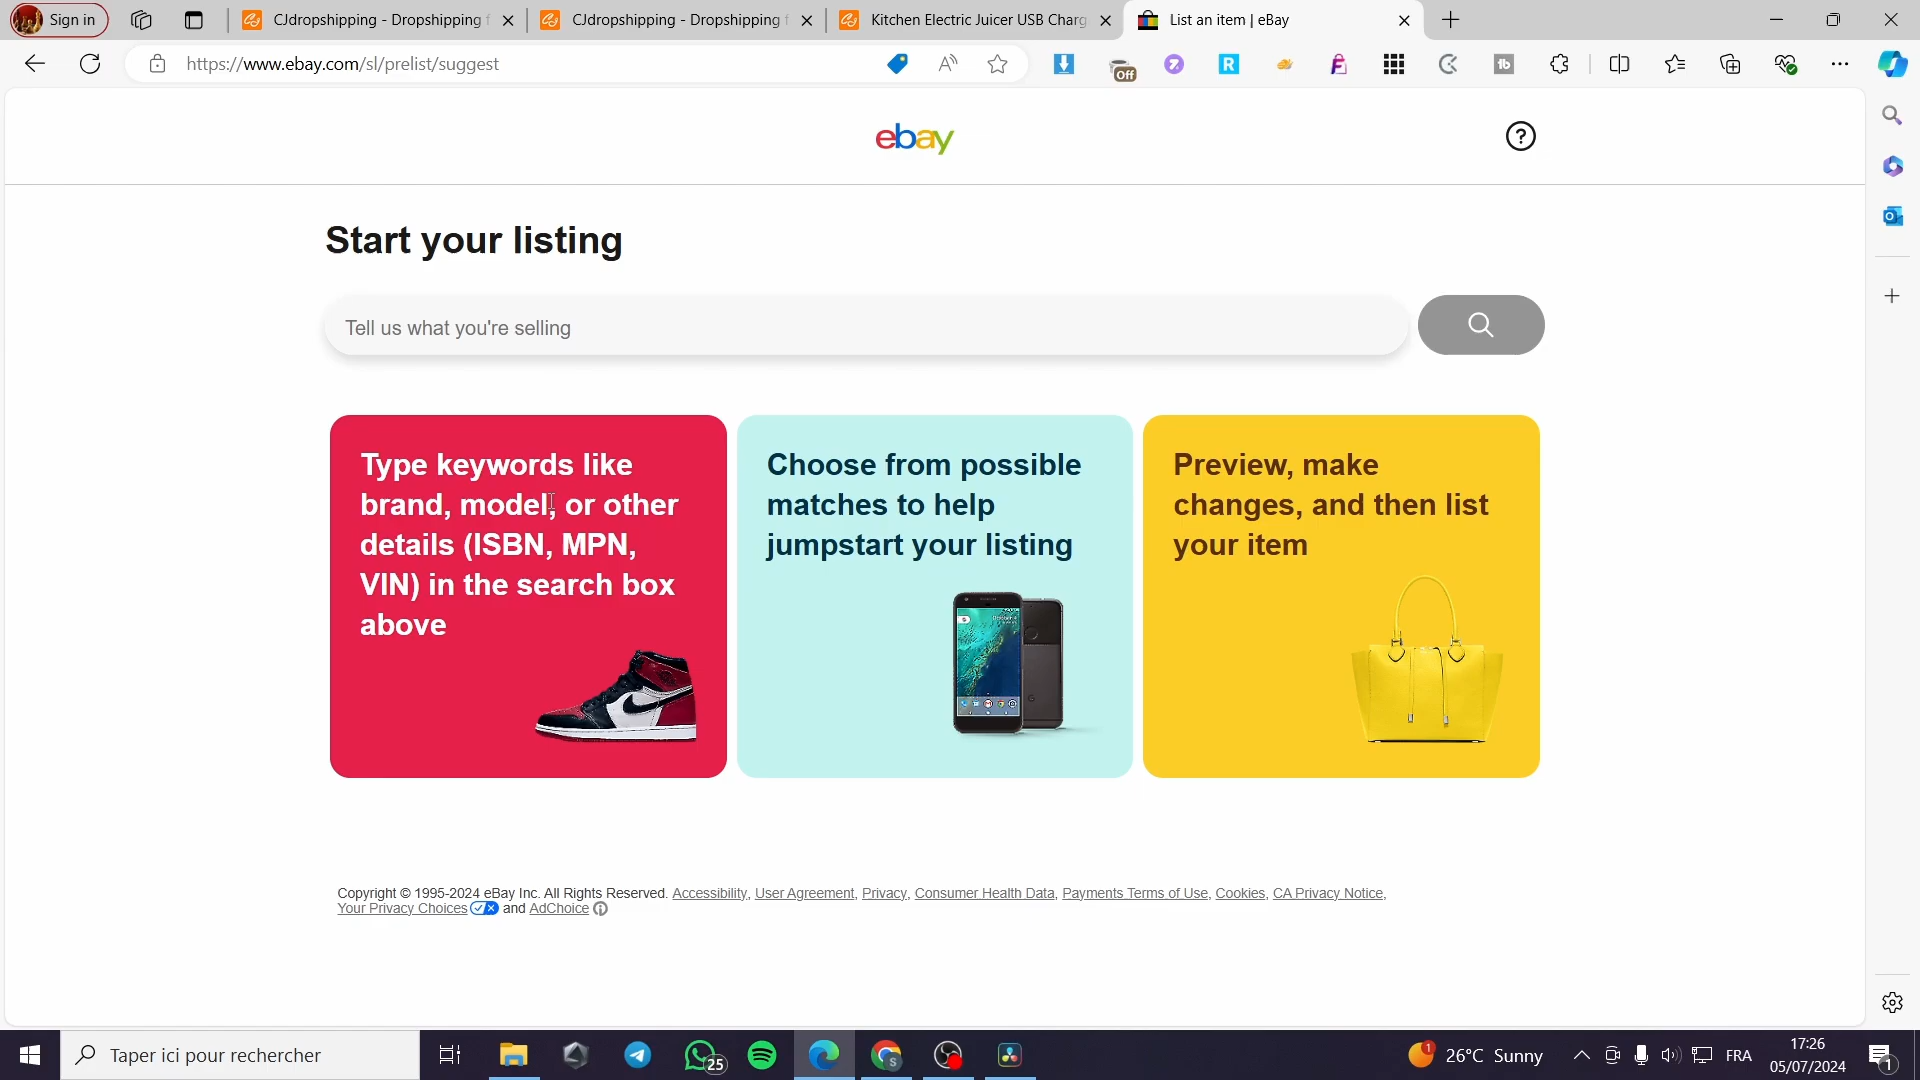 Sign in
CJdropshipping - Dropshipping f
CJdropshipping - Dropshipping f
Kitchen Electric Juicer USB Charg
List an item | eBay
https://www.ebay.com/sl/prelist/suggest
Off
R
ebay
Start your listing
Tell us what you're selling
Type keywords like
brand, model, or other
details (ISBN, MPN,
VIN) in the search box
above
Choose from possible
matches to help
jumpstart your listing
Preview, make
changes, and then list
your item
Copyright © 1995-2024 eBay Inc. All Rights Reserved. Accessibility, User Agreement, Privacy, Consumer Health Data, Payments Terms of Use, Cookies, CA Privacy Notice,
Your Privacy Choices and AdChoice
Taper ici pour rechercher
25
1
26°C Sunny
FRA
17:26
05/07/2024
1